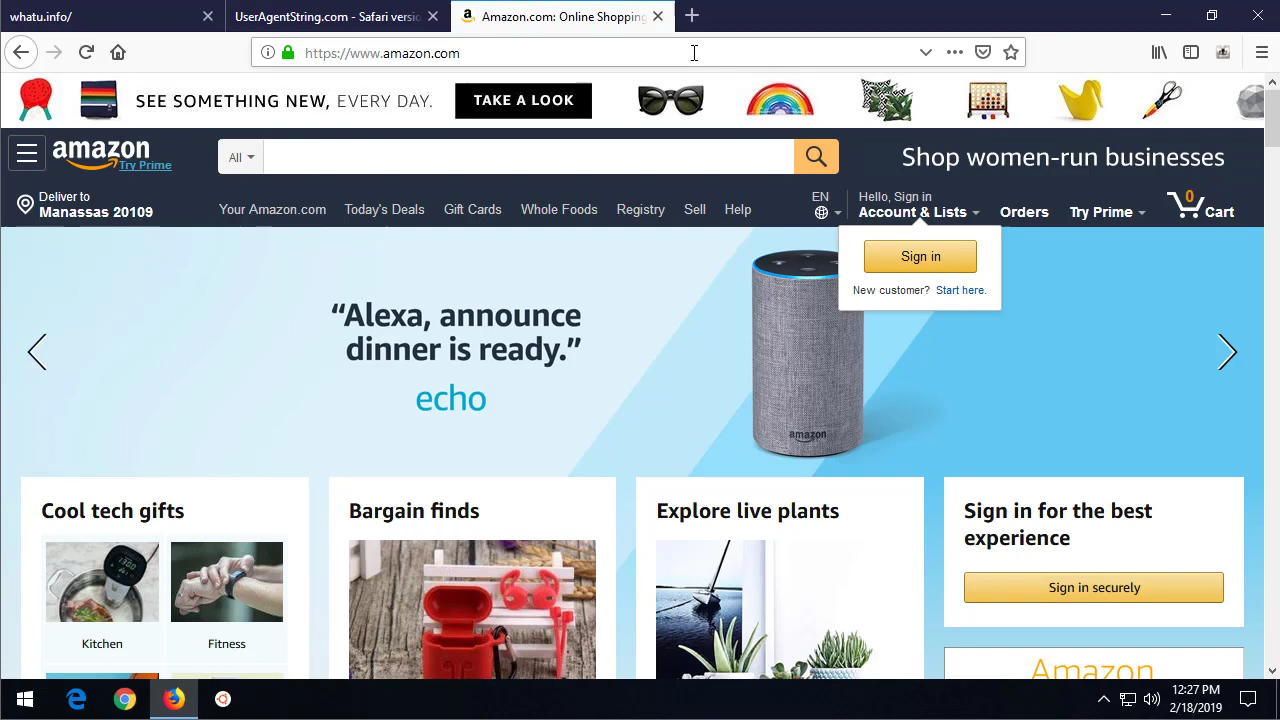 whatu.info/
UserAgentString.com - Safari versio
Amazon.com: Online Shopping
https://www.amazon.com
SEE SOMETHING NEW, EVERY DAY.
TAKE A LOOK
amazon
Try Prime
All
Shop women-run businesses
Deliver to
Manassas 20109
Your Amazon.com
Today's Deals
Gift Cards
Whole Foods
Registry
Sell
Help
EN
Hello, Sign in
Account & Lists
Orders
Try Prime
0
Cart
Sign in
New customer? Start here.
“Alexa, announce
dinner is ready.”
echo
amazon
Cool tech gifts
Kitchen
Fitness
Bargain finds
Explore live plants
Sign in for the best
experience
Sign in securely
Amazon
12:27 PM
2/18/2019